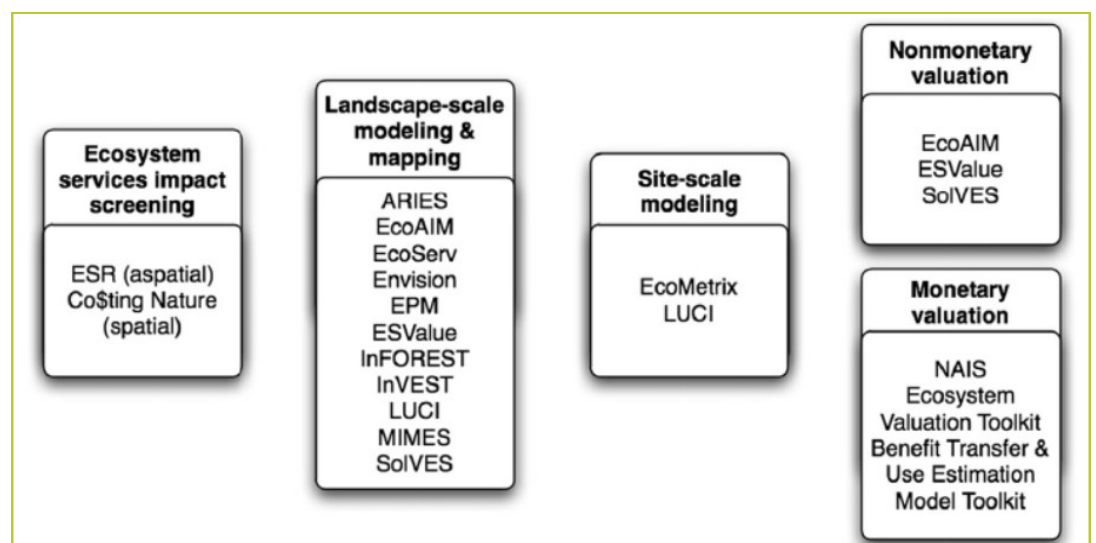 Ecosystem
services impact
screening
ESR (aspatial)
Co$ting Nature
(spatial)
Landscape-scale
modeling &
mapping
ARIES
EcoAIM
EcoServ
Envision
EPM
ESValue
InFOREST
InVEST
LUCI
MIMES
SolVES
Site-scale
modeling
EcoMetrix
LUCI
Nonmonetary
valuation
EcoAIM
ESValue
SolVES
Monetary
valuation
NAIS
Ecosystem
Valuation Toolkit
Benefit Transfer &
Use Estimation
Model Toolkit